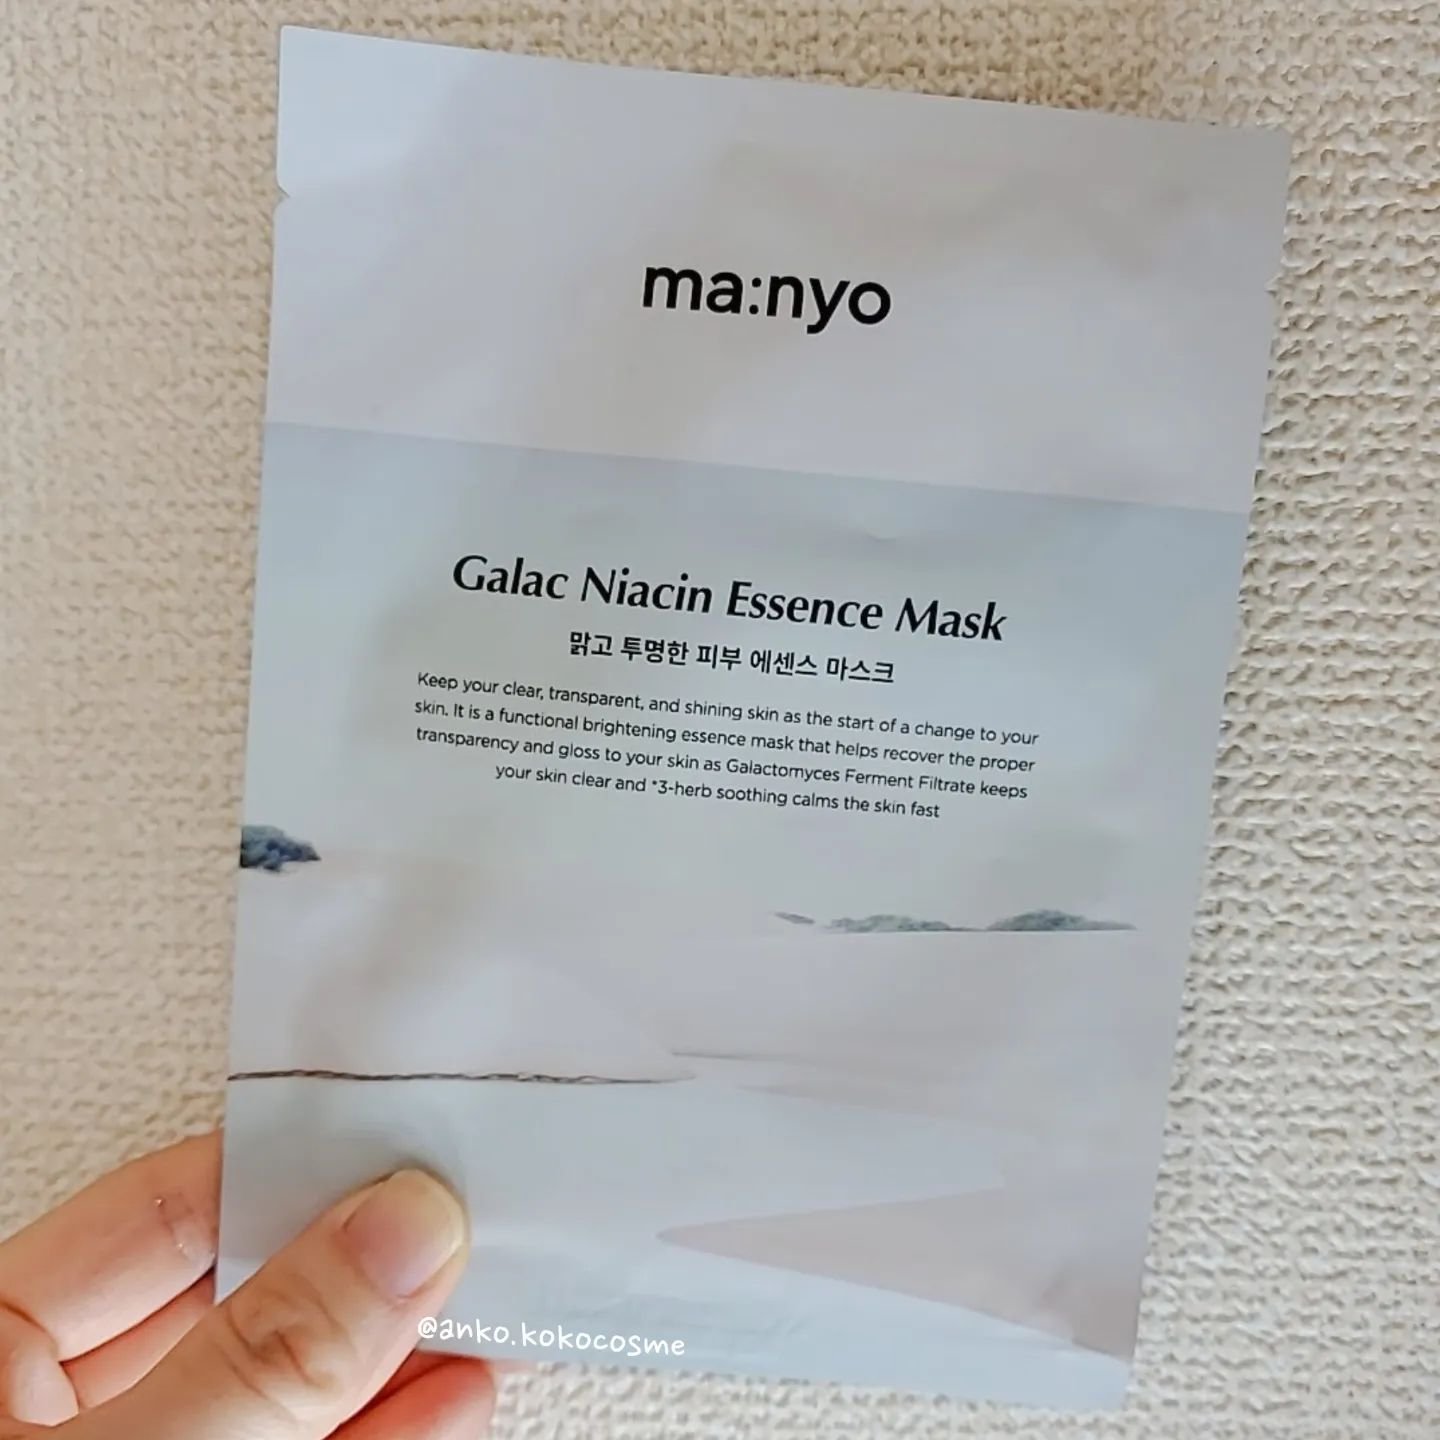 ma:nyo
Galac Niacin Essence Mask
맑고 투명한 피부 에센스 마스크
Keep your clear, transparent, and shining skin as the start of a change to your
skin. It is a functional brightening essence mask that helps recover the proper
transparency and gloss to your skin as Galactomyces Ferment Filtrate keeps
your skin clear and *3-herb soothing calms the skin fast
@anko.kokocosme